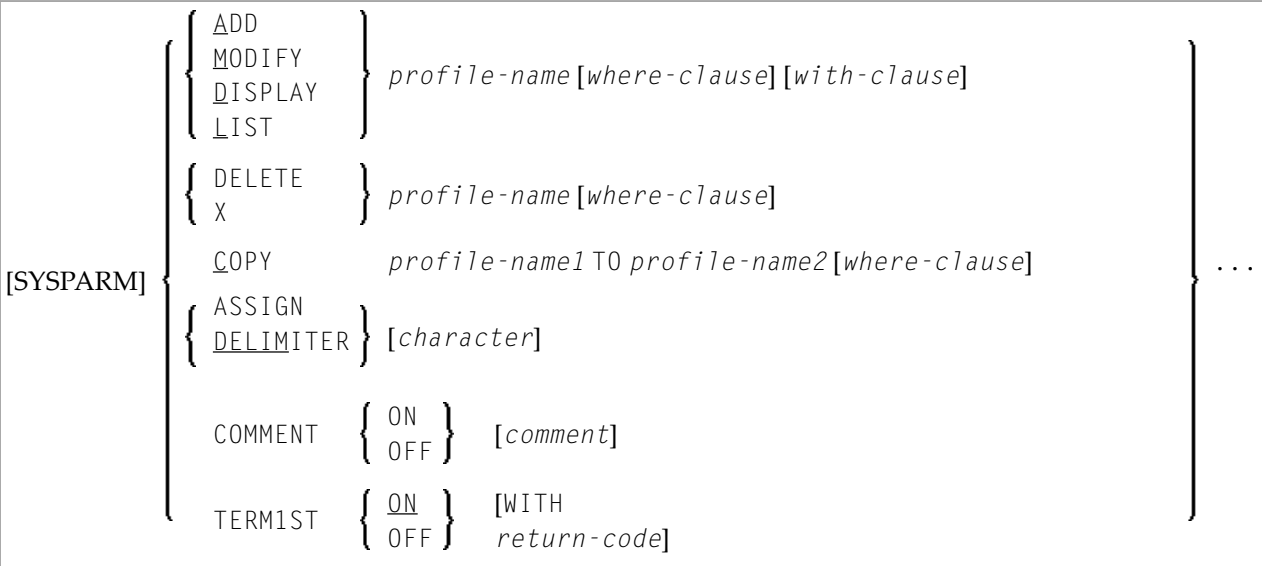 ADD
MODIFY
DISPLAY
LIST
profile-name [where-clause] [with-clause]
DELETE
X
profile-name [where-clause]
[SYSPARM]
COPY profile-name1 TO profile-name2 [where-clause]
...
ASSIGN
DELIMITER
[character]
COMMENT
ON
OFF
[comment]
TERM1ST
ON
OFF
[WITH
return-code]